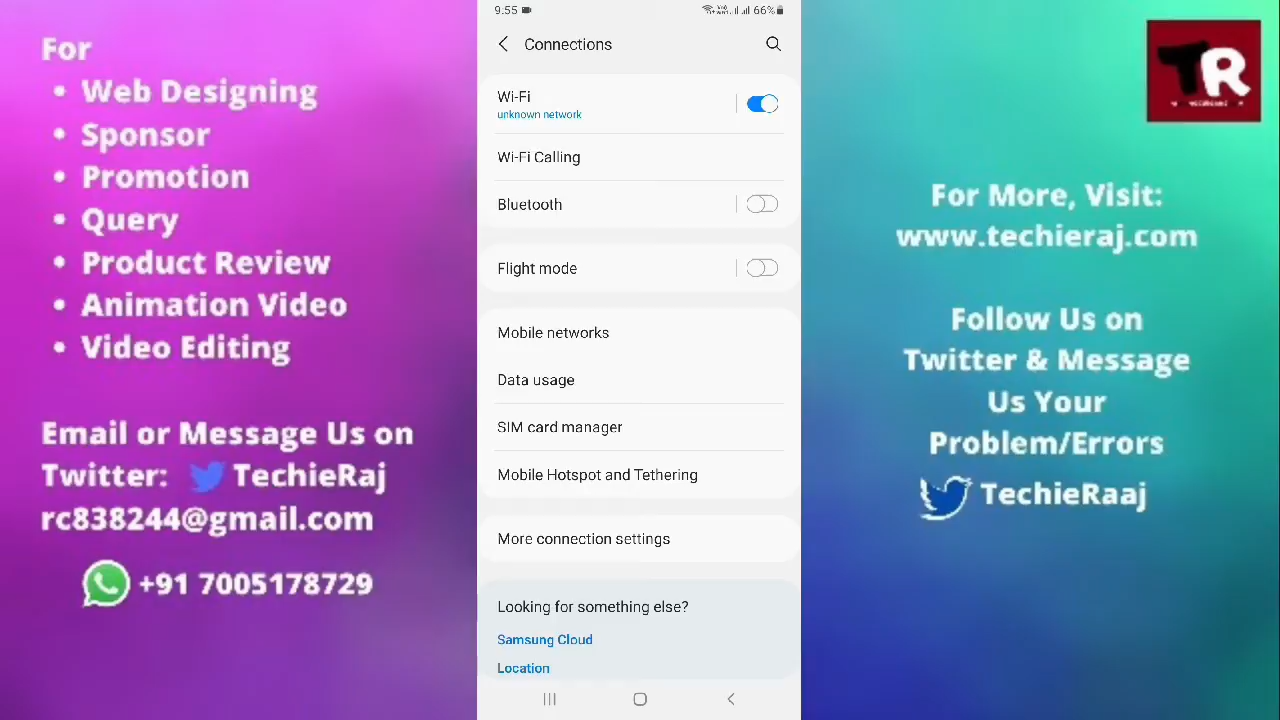 For
• Web Designing
• Sponsor
• Promotion
• Query
• Product Review
• Animation Video
• Video Editing
Email or Message Us on
Twitter: TechieRaj
rc838244@gmail.com
+91 7005178729
9:55
66%
Connections
Wi-Fi
unknown network
Wi-Fi Calling
Bluetooth
Flight mode
Mobile networks
Data usage
SIM card manager
Mobile Hotspot and Tethering
More connection settings
Looking for something else?
Samsung Cloud
Location
TR
For More, Visit:
www.techieraj.com
Follow Us on
Twitter & Message
Us Your
Problem/Errors
TechieRaaj